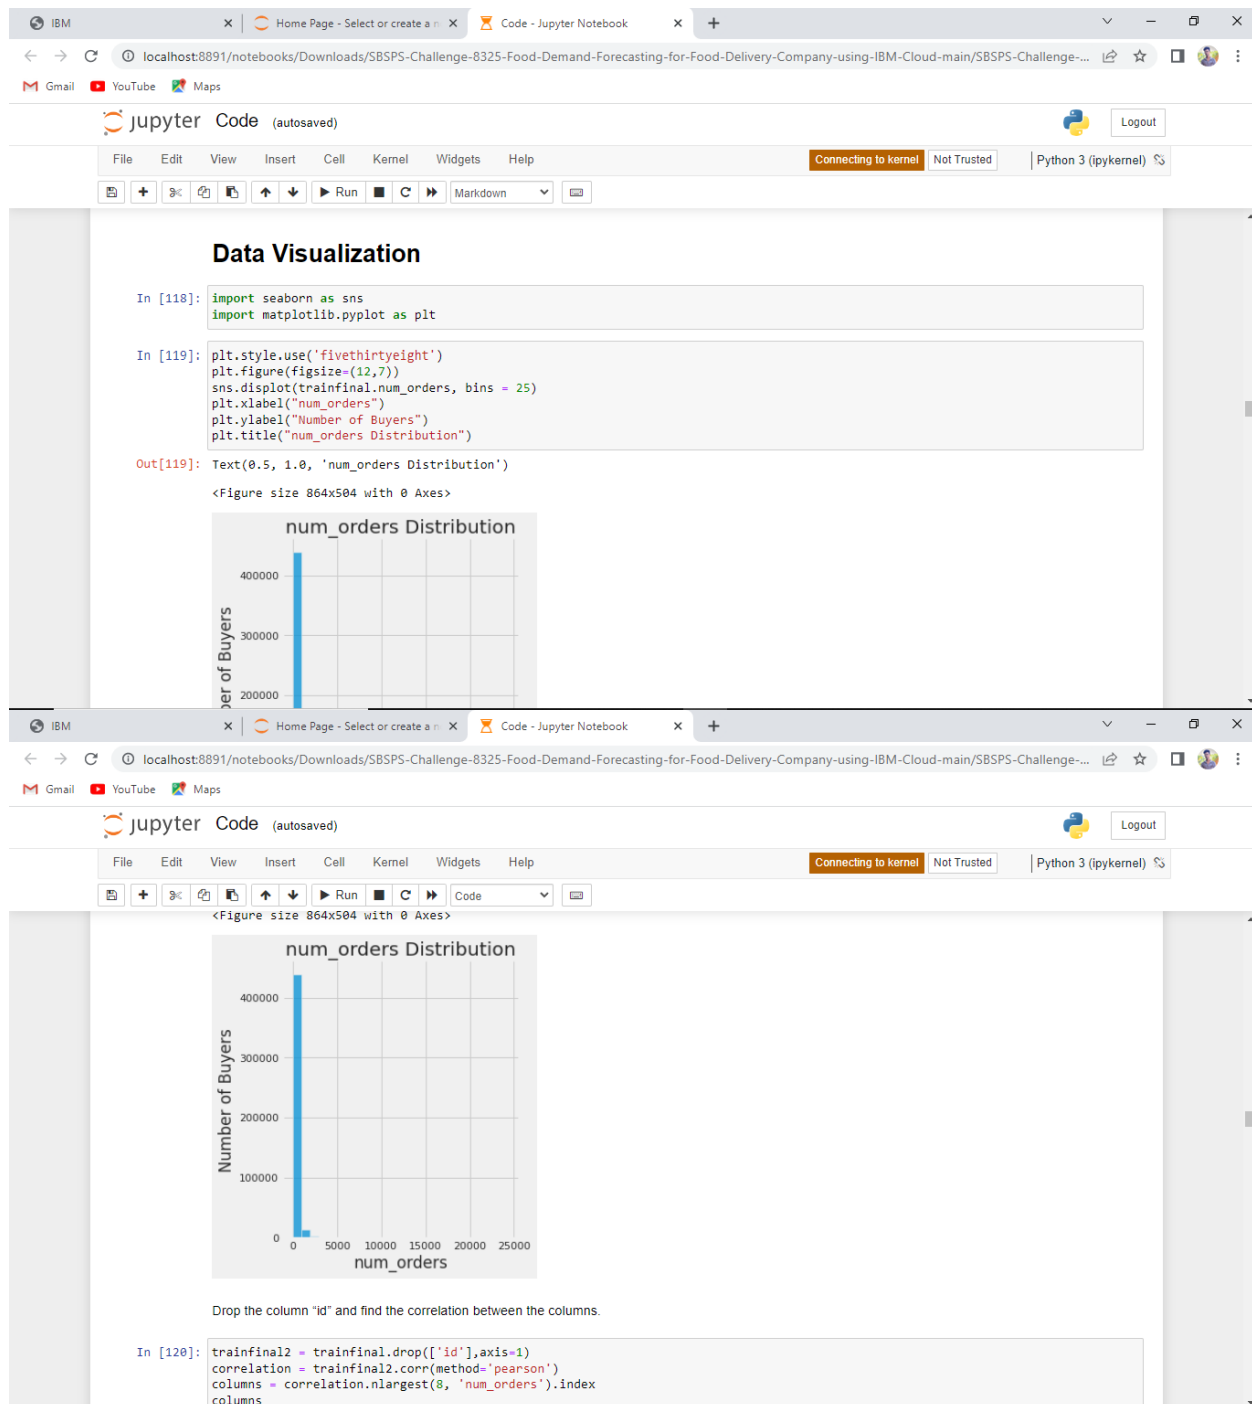 IBM
Home Page - Select or create a n
Code - Jupyter Notebook
localhost:8891/notebooks/Downloads/SBSPS-Challenge-8325-Food-Demand-Forecasting-for-Food-Delivery-Company-using-IBM-Cloud-main/SBSPS-Challenge-...
Gmail YouTube Maps
jupyter Code (autosaved) Logout
File Edit View Insert Cell Kernel Widgets Help Connecting to kernel Not Trusted Python 3 (ipykernel)
Run Markdown
Data Visualization
In [118]: import seaborn as sns
import matplotlib.pyplot as plt
In [119]: plt.style.use('fivethirtyeight')
plt.figure(figsize=(12,7))
sns.displot(trainfinal.num_orders, bins = 25)
plt.xlabel("num_orders")
plt.ylabel("Number of Buyers")
plt.title("num_orders Distribution")
Out[119]: Text(0.5, 1.0, 'num_orders Distribution')
<Figure size 864x504 with 0 Axes>
num_orders Distribution
400000
300000
200000
ber of Buyers
IBM
Home Page - Select or create a n
Code - Jupyter Notebook
localhost:8891/notebooks/Downloads/SBSPS-Challenge-8325-Food-Demand-Forecasting-for-Food-Delivery-Company-using-IBM-Cloud-main/SBSPS-Challenge-...
Gmail YouTube Maps
jupyter Code (autosaved) Logout
File Edit View Insert Cell Kernel Widgets Help Connecting to kernel Not Trusted Python 3 (ipykernel)
Run Code
<Figure size 864x504 with 0 Axes>
num_orders Distribution
400000
300000
200000
100000
0
Number of Buyers
0 5000 10000 15000 20000 25000
num_orders
Drop the column “id” and find the correlation between the columns.
In [120]: trainfinal2 = trainfinal.drop(['id'],axis=1)
correlation = trainfinal2.corr(method='pearson')
columns = correlation.nlargest(8, 'num_orders').index
columns